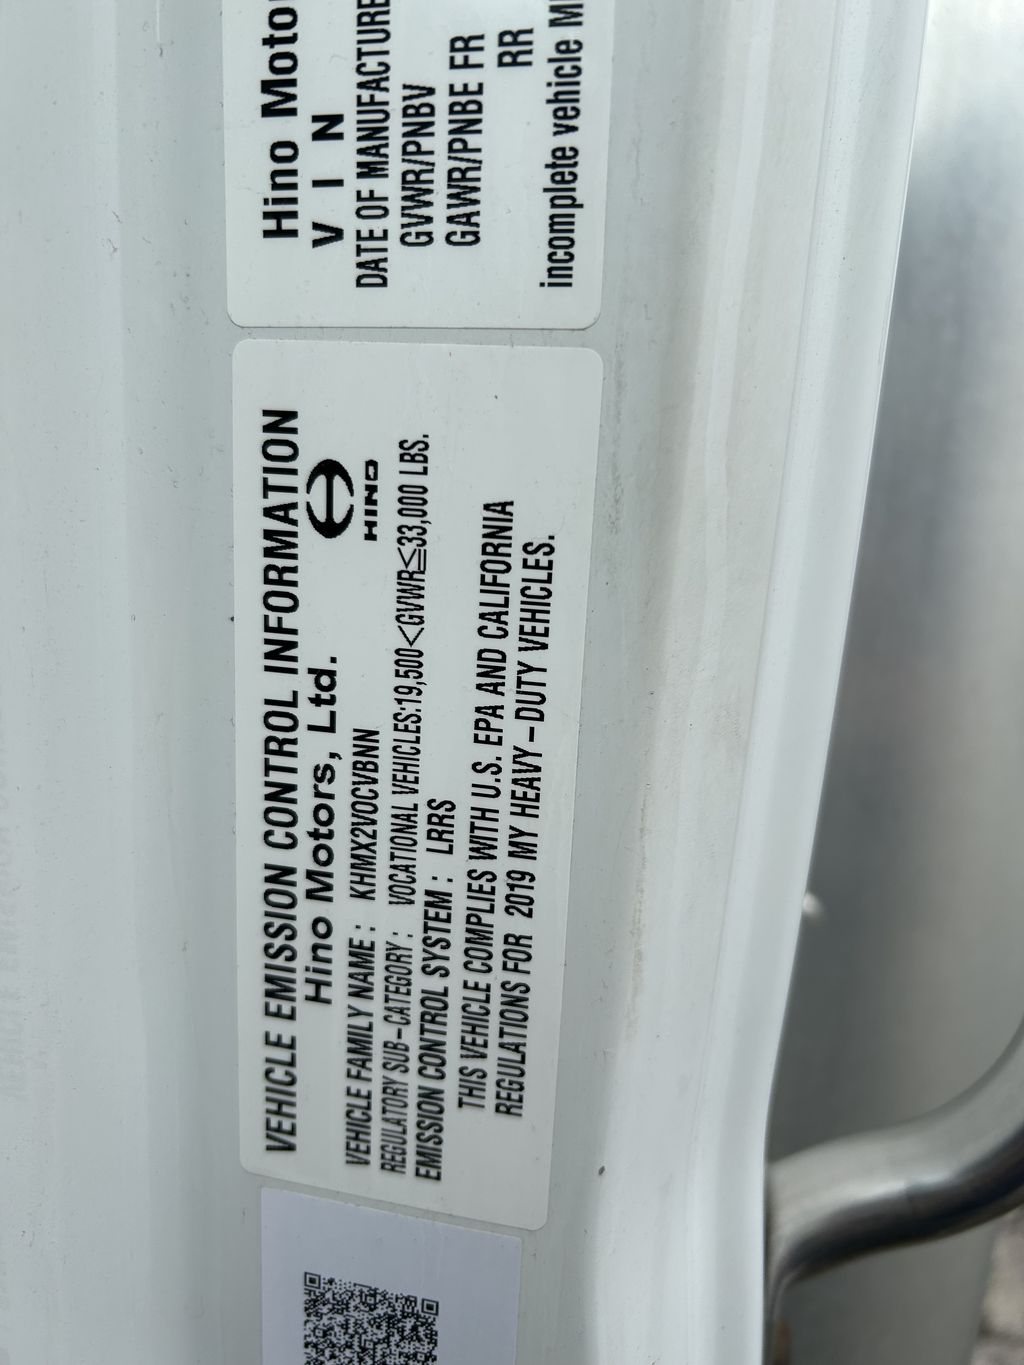 VEHICLE EMISSION CONTROL INFORMATION
Hino Motors, Ltd.
HINO
VEHICLE FAMILY NAME : KHMX2VOCVBNN
REGULATORY SUB-CATEGORY : VOCATIONAL VEHICLES:19,500<GVWR≦33,000 LBS.
EMISSION CONTROL SYSTEM : LRRS
THIS VEHICLE COMPLIES WITH U.S. EPA AND CALIFORNIA
REGULATIONS FOR 2019 MY HEAVY-DUTY VEHICLES.
Hino
VIN
DATE OF MANUFACTURE
GVWR/PNBV
GAWR/PNBE FR
RR
incomplete vehicle